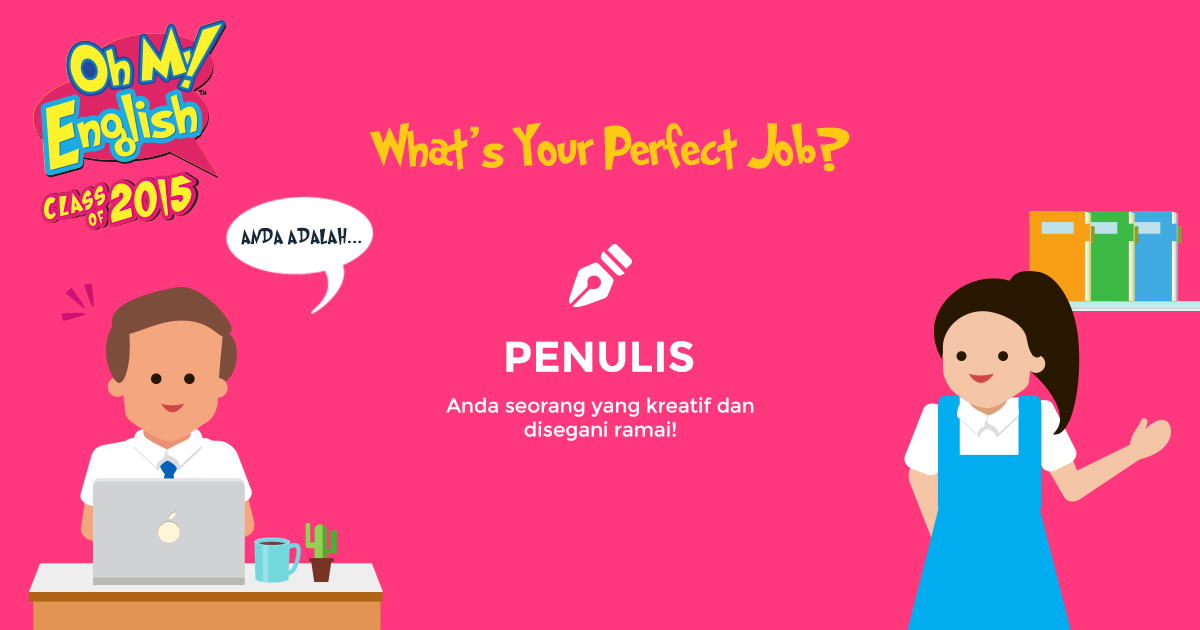 Oh My!
English™
CLASS
OF 2015
What's Your Perfect Job?
ANDA ADALAH...
PENULIS
Anda seorang yang kreatif dan
disegani ramai!